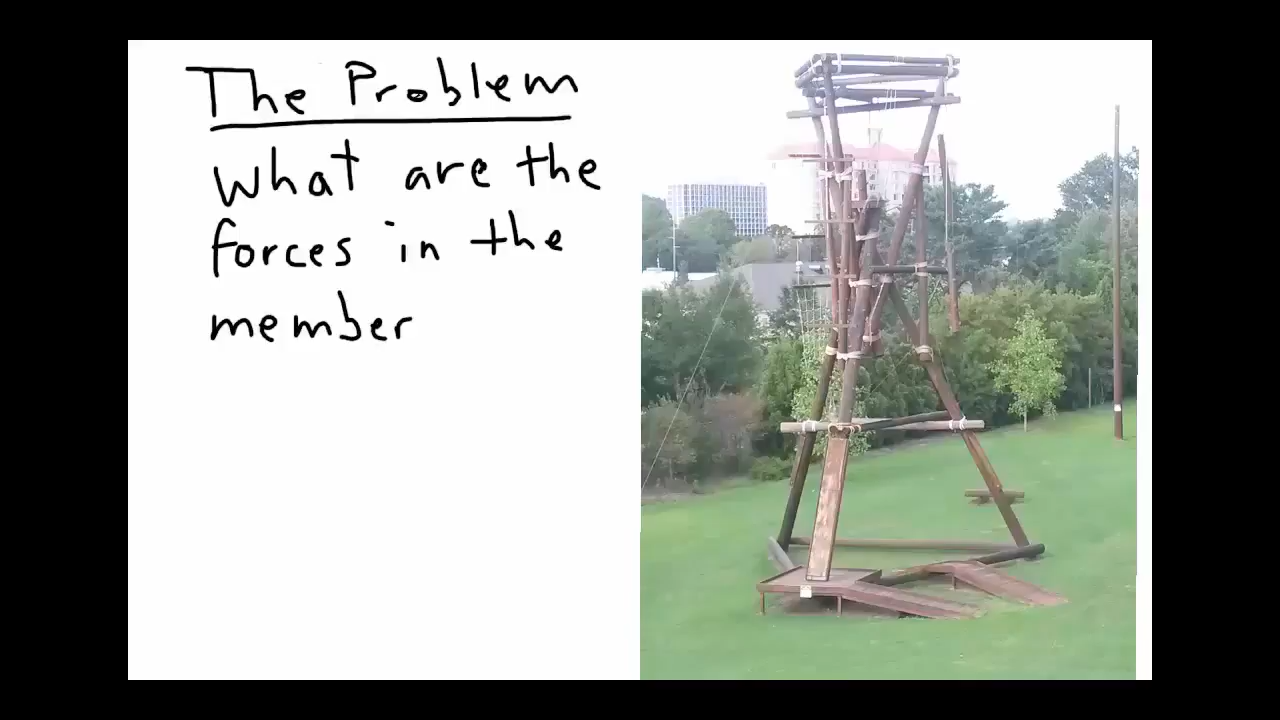 The Problem
What are the
forces in the
member